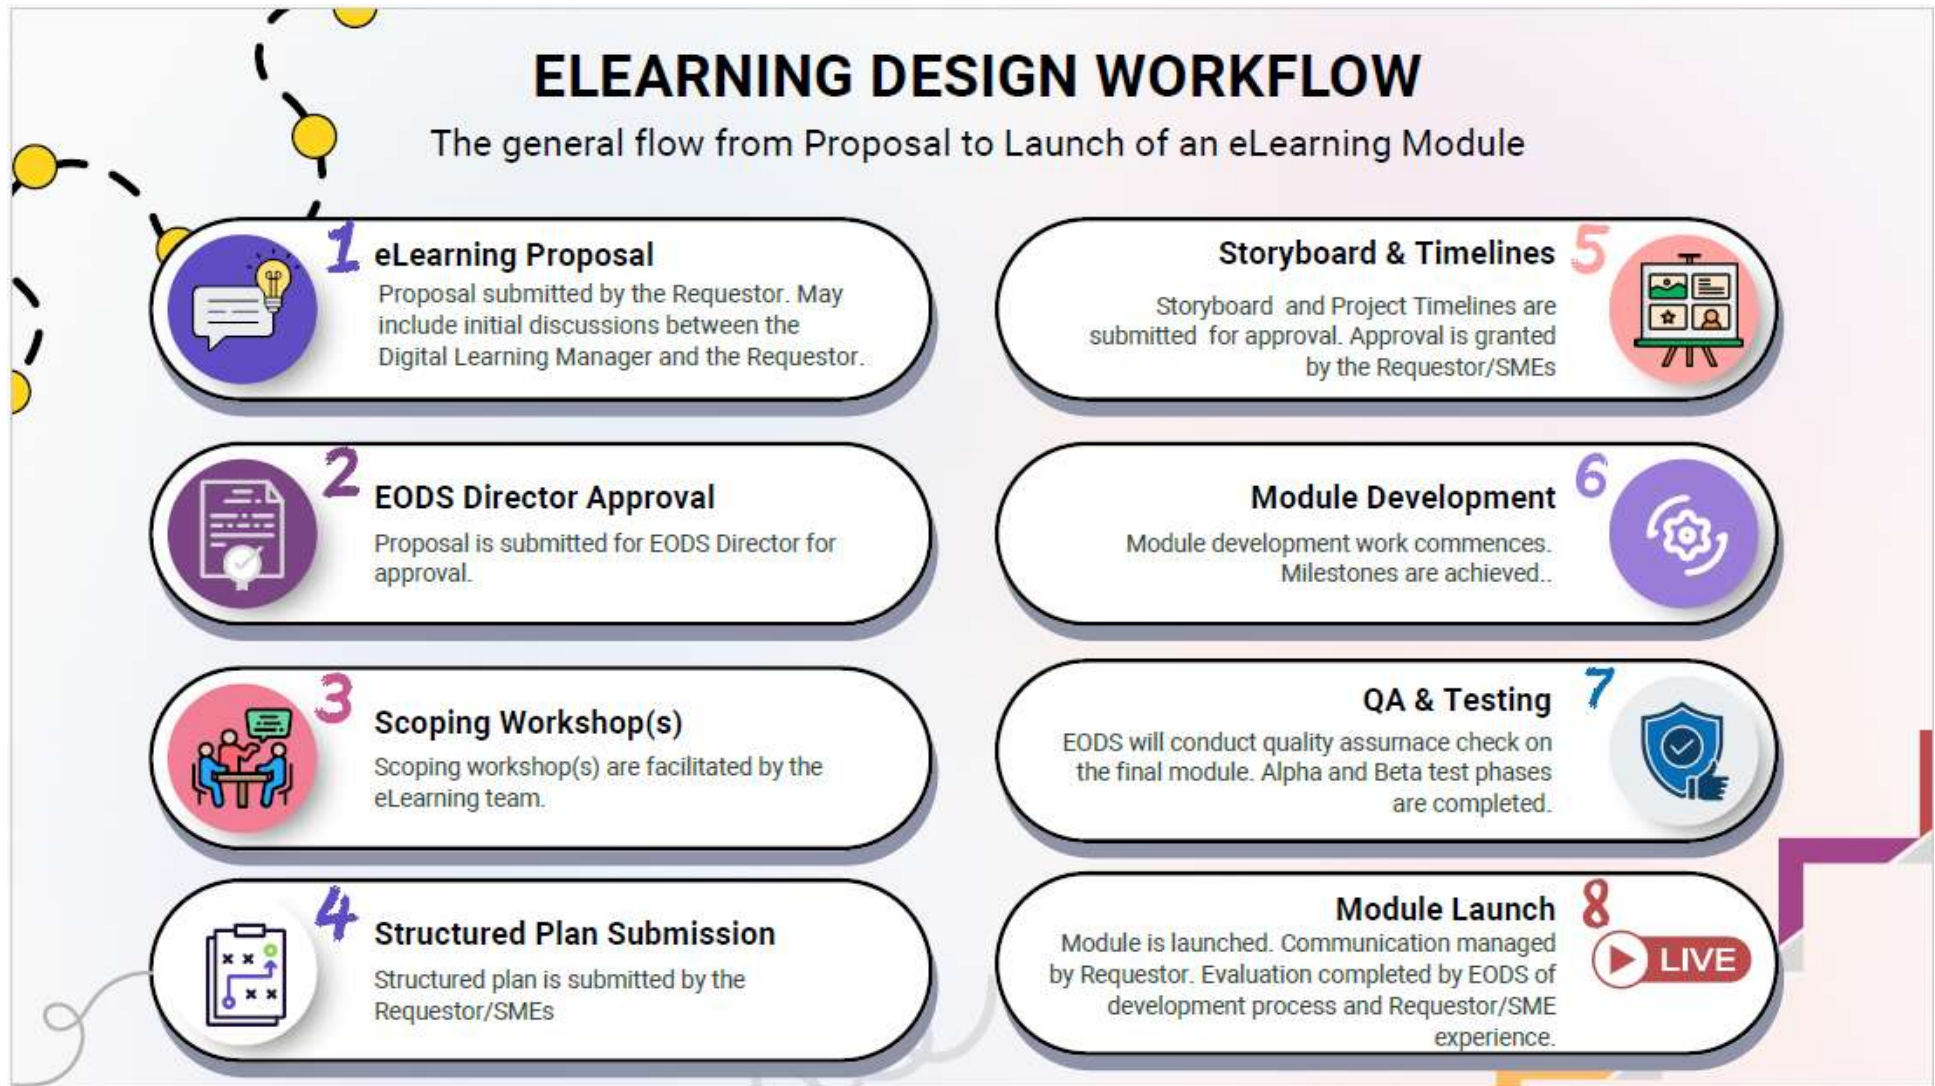 ELEARNING DESIGN WORKFLOW
The general flow from Proposal to Launch of an eLearning Module
1
eLearning Proposal
Proposal submitted by the Requestor. May
include initial discussions between the
Digital Learning Manager and the Requestor.
2
EODS Director Approval
Proposal is submitted for EODS Director for
approval.
3
Scoping Workshop(s)
Scoping workshop(s) are facilitated by the
eLearning team.
4
Structured Plan Submission
Structured plan is submitted by the
Requestor/SMEs
5
Storyboard & Timelines
Storyboard  and Project Timelines are
submitted  for approval. Approval is granted
by the Requestor/SMEs
6
Module Development
Module development work commences.
Milestones are achieved..
7
QA & Testing
EODS will conduct quality assurnace check on
the final module. Alpha and Beta test phases
are completed.
8
Module Launch
Module is launched. Communication managed
by Requestor. Evaluation completed by EODS of
development process and Requestor/SME
experience.
LIVE